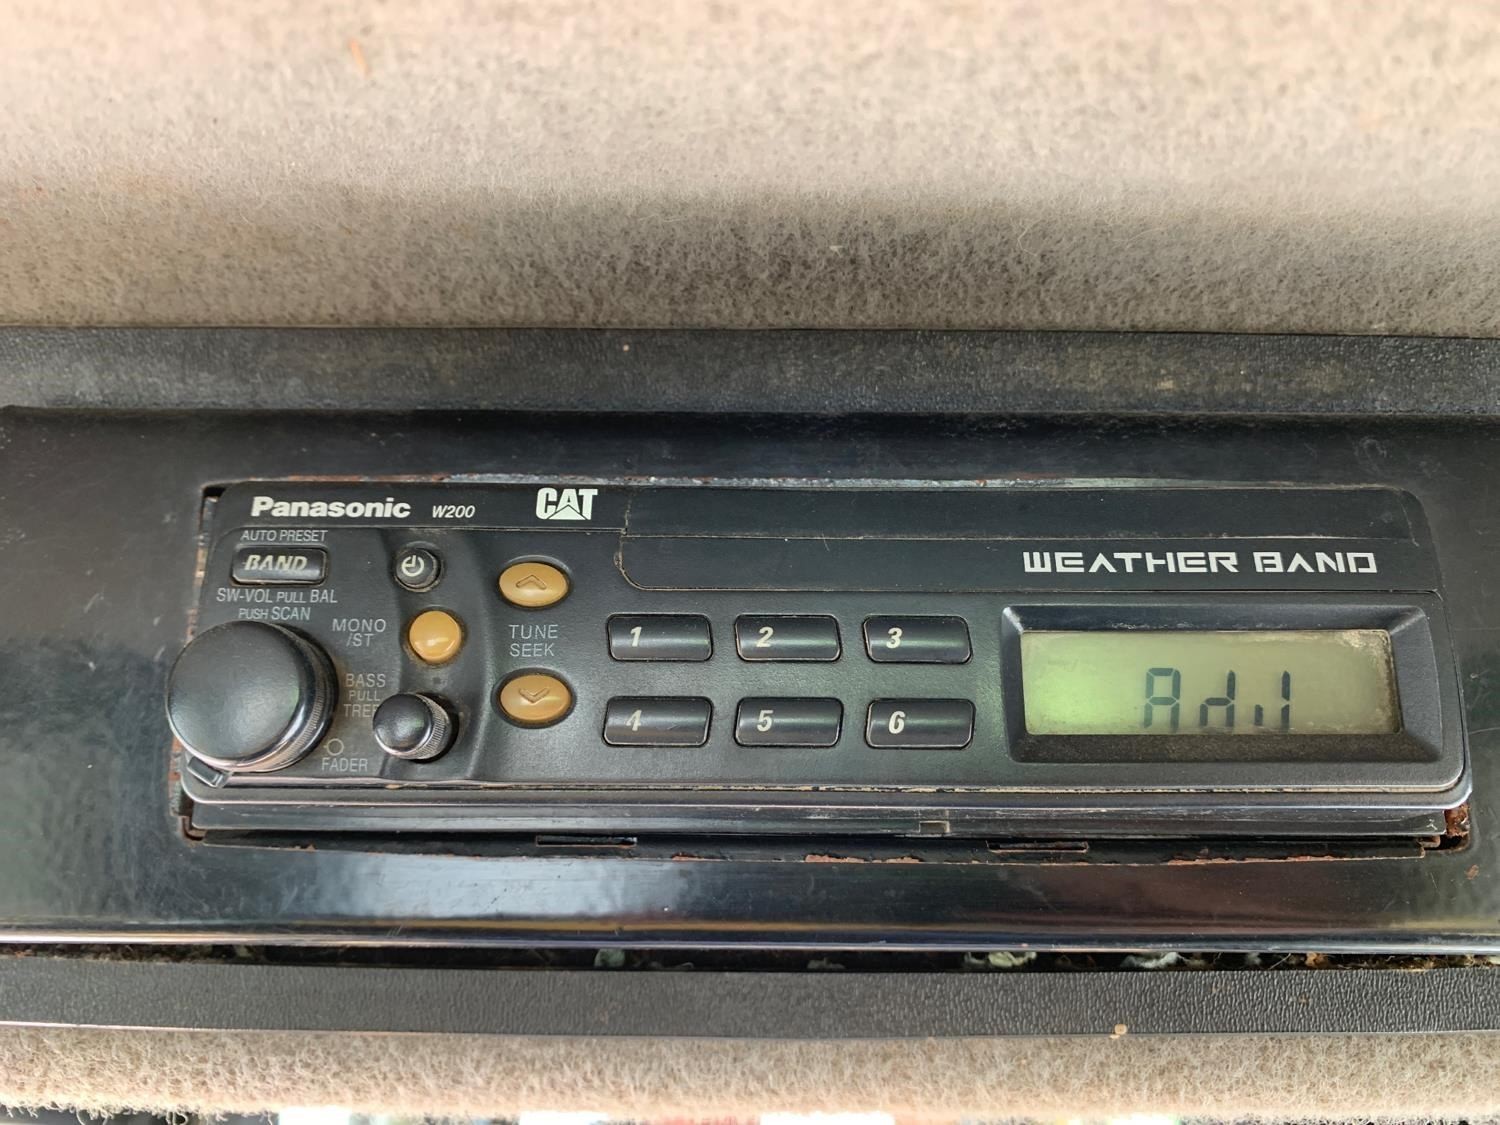 Panasonic W200 CAT
AUTO PRESET
BAND
SW-VOL PULL BAL
PUSH SCAN
MONO
/ST
BASS
PULL
FADER
TUNE
SEEK
1 2 3
4 5 6
WEATHER BAND